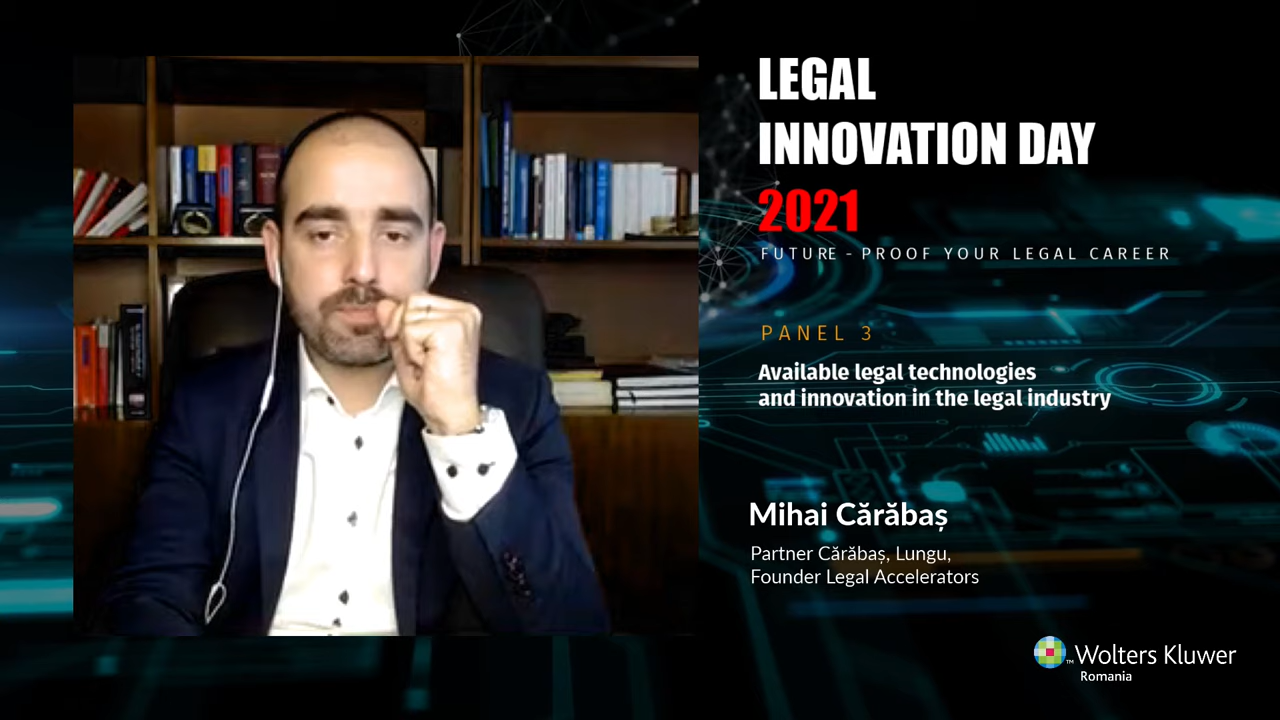 LEGAL
INNOVATION DAY
2021
FUTURE - PROOF YOUR LEGAL CAREER
PANEL 3
Available legal technologies
and innovation in the legal industry
Mihai Cărăbaș
Partner Cărăbaș, Lungu,
Founder Legal Accelerators
TM Wolters Kluwer
Romania